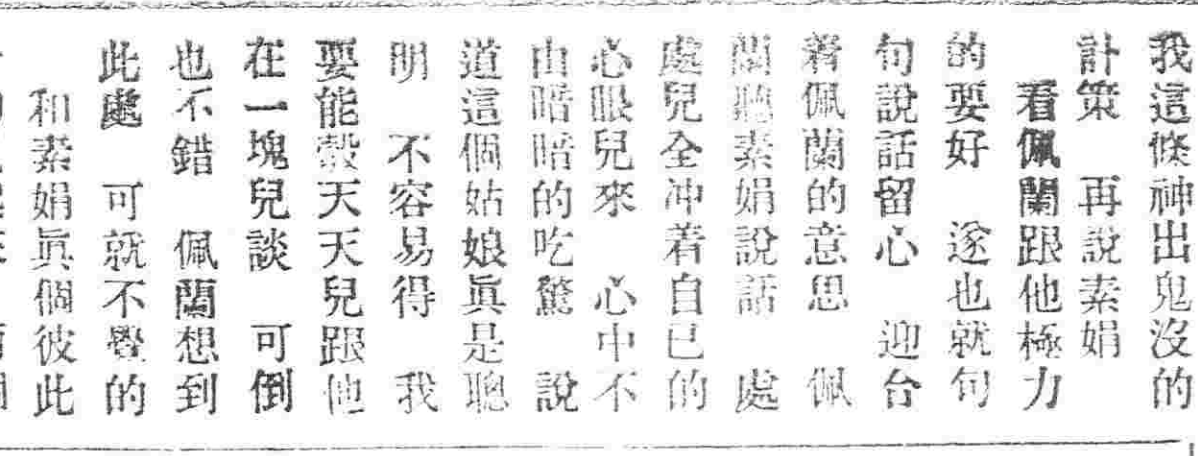 我這條神出鬼沒的
計策　再說素娟
看佩蘭跟他極力
的要好　遂也就句
句說話留心　迎合
着佩蘭的意思　佩
蘭聽素娟說話　處
處兒全冲着自已的
心眼兒來　心中不
由暗暗的吃驚　說
道這個姑娘眞是聰
明　不容易得　我
要能彀天天兒跟他
在一塊兒談　可倒
也不錯　佩蘭想到
此處　可就不覺的
和素娟眞個彼此